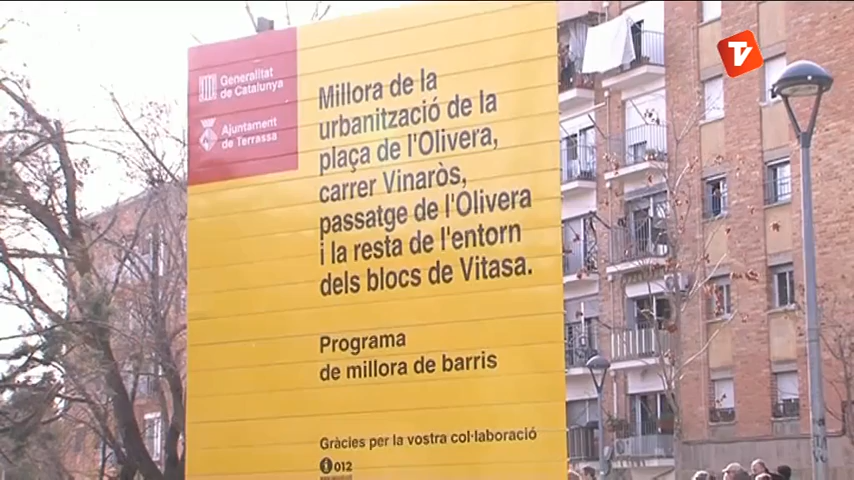 Generalitat
de Catalunya
Ajuntament
de Terrassa
Millora de la
urbanització de la
plaça de l'Olivera,
carrer Vinaròs,
passatge de l'Olivera
i la resta de l'entorn
dels blocs de Vitasa.
Programa
de millora de barris
Gràcies per la vostra col·laboració
012
TV